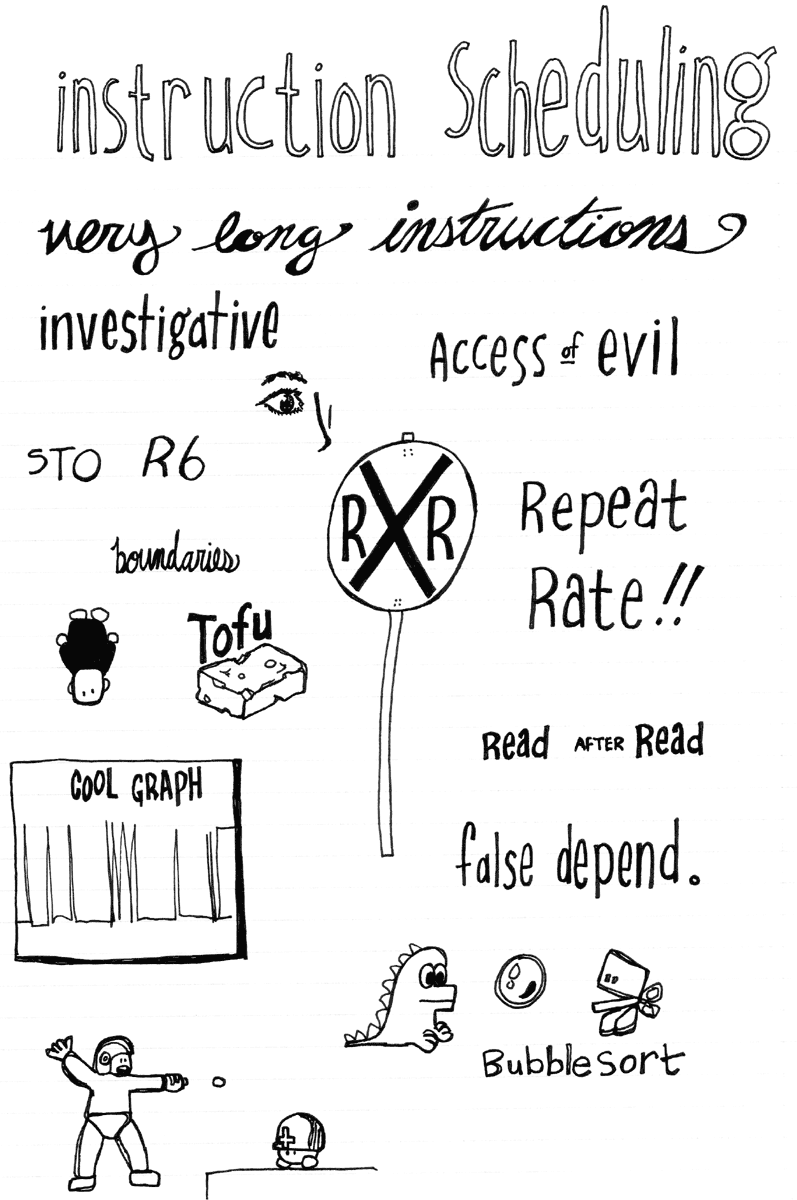 instruction Scheduling
very long instructions
investigative
Access of evil
STO R6
RXR
Repeat
Rate!!
boundaries
Tofu
Read AFTER Read
COOL GRAPH
false depend.
BubbleSort